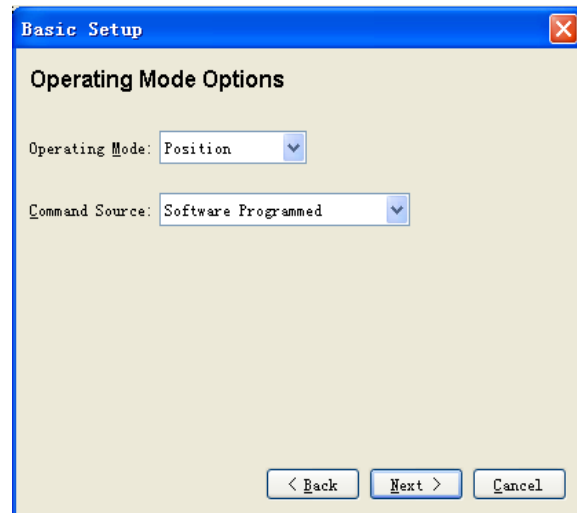 Basic Setup
Operating Mode Options
Operating Mode: Position
Command Source: Software Programmed
< Back Next > Cancel